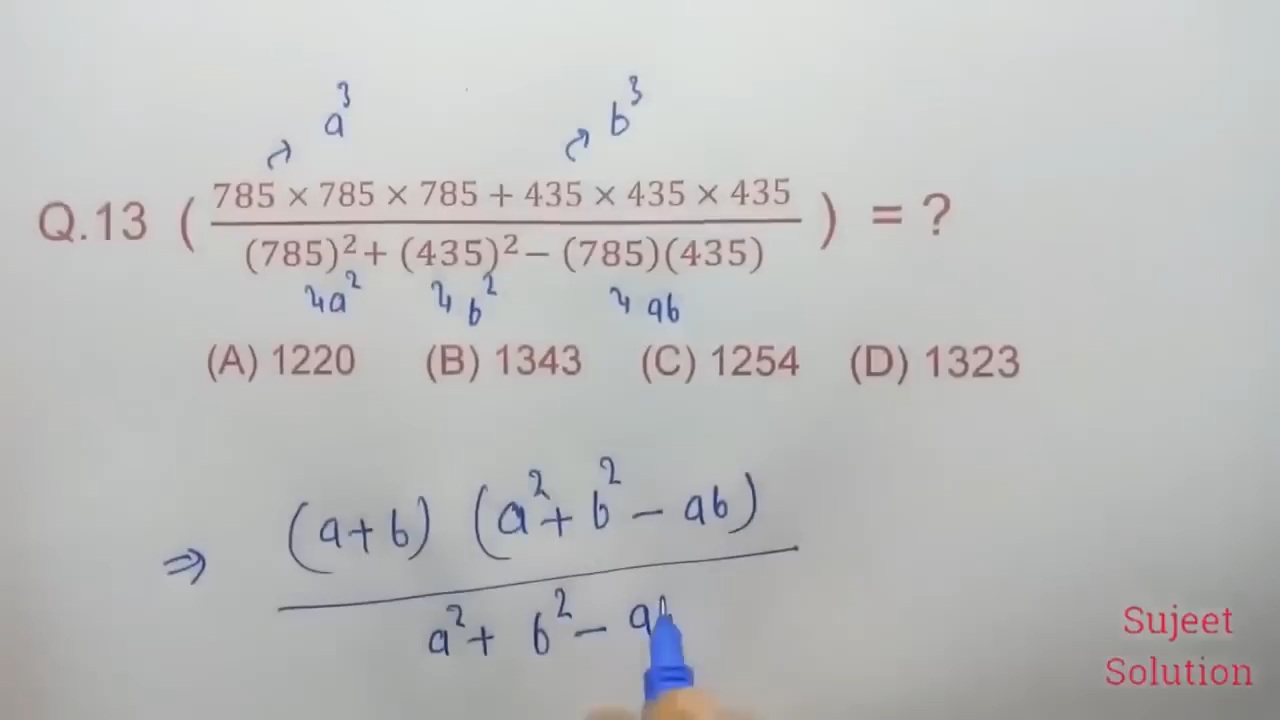 a³ b³
Q.13 ( 785 × 785 × 785 + 435 × 435 × 435 / (785)² + (435)² − (785)(435) ) = ?
a² b² ab
(A) 1220 (B) 1343 (C) 1254 (D) 1323
⇒ (a+b) (a²+b²−ab)
a²+ b²− a
Sujeet
Solution